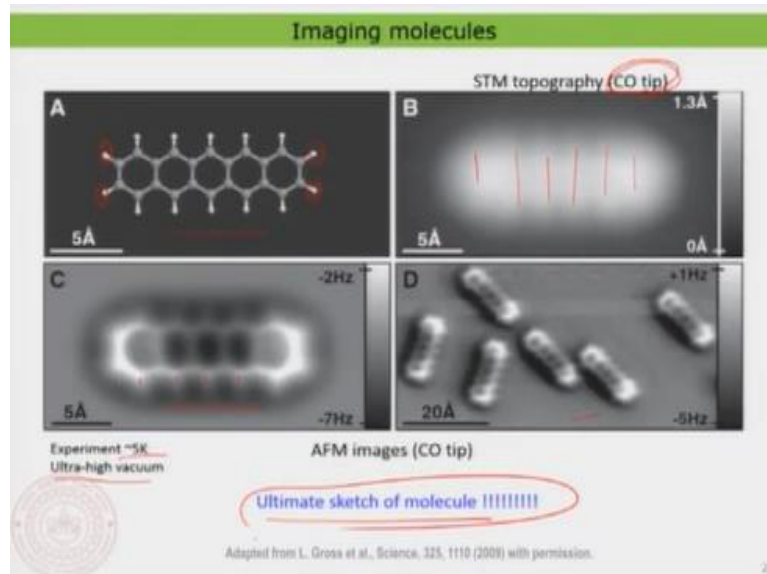 Imaging molecules
STM topography (CO tip)
A
5Å
B
1.3Å
5Å
0Å
C
-2Hz
5Å
-7Hz
D
+1Hz
20Å
-5Hz
Experiment ~5K
Ultra-high vacuum
AFM images (CO tip)
Ultimate sketch of molecule !!!!!!!!!
Adapted from L. Gross et al., Science, 325, 1110 (2009) with permission.
2